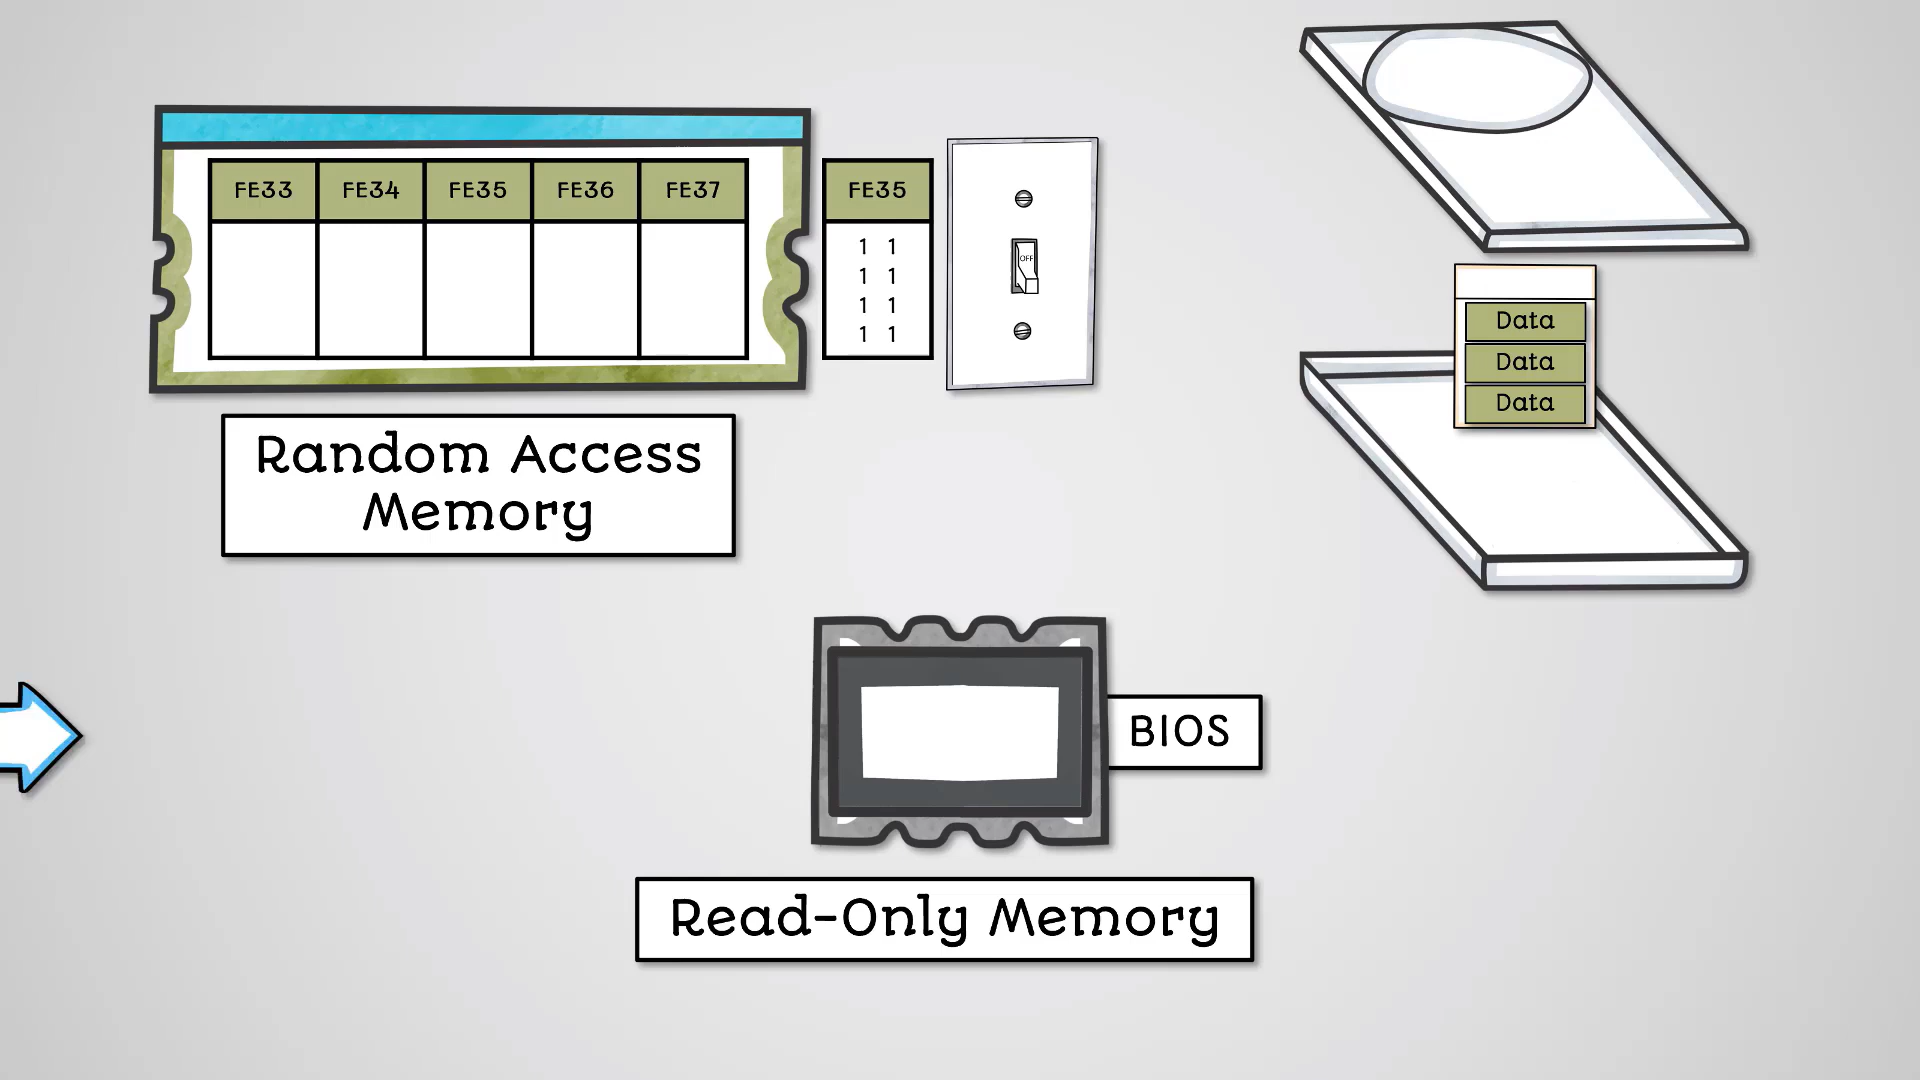 FE33 FE34 FE35 FE36 FE37
FE35
1 1
1 1
1 1
1 1
OFF
Random Access
Memory
Data
Data
Data
BIOS
Read-Only Memory